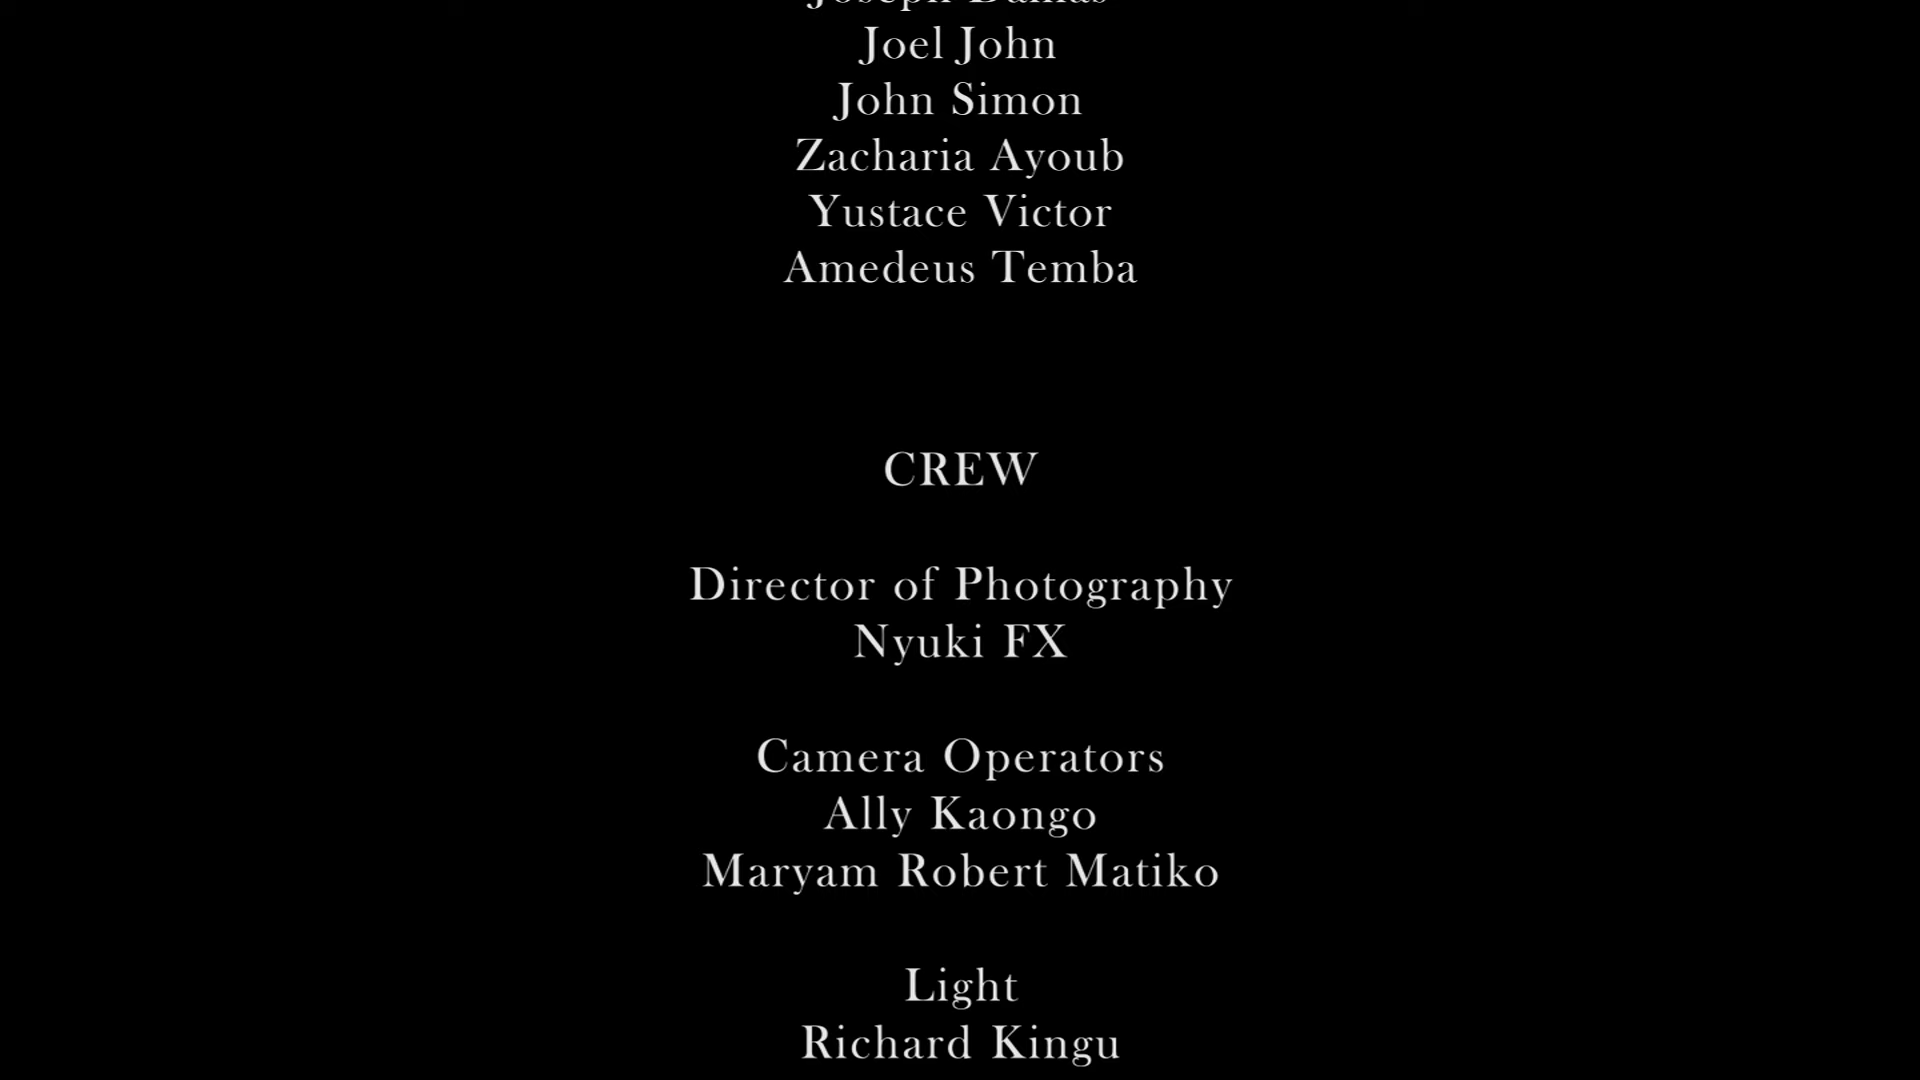 Joel John
John Simon
Zacharia Ayoub
Yustace Victor
Amedeus Temba
CREW
Director of Photography
Nyuki FX
Camera Operators
Ally Kaongo
Maryam Robert Matiko
Light
Richard Kingu